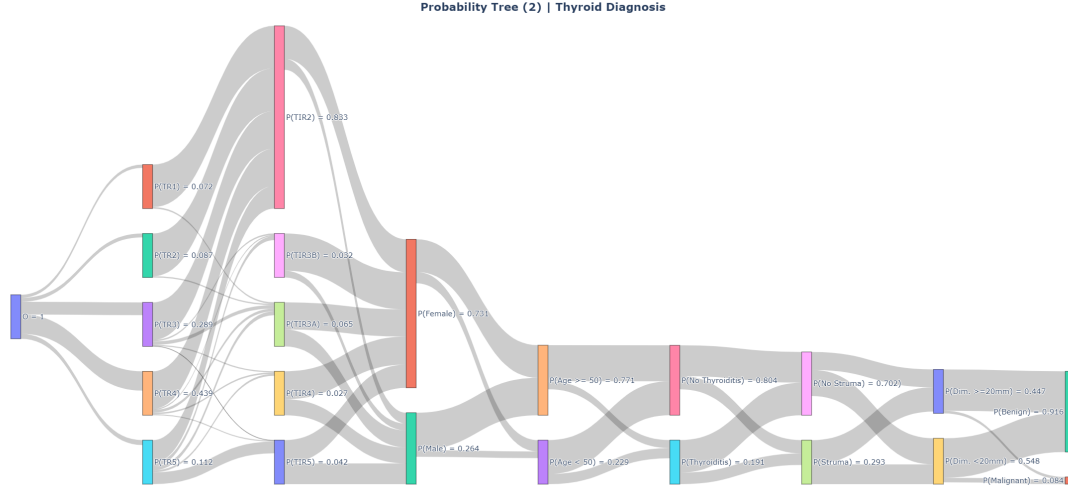 Probability Tree (2) | Thyroid Diagnosis
P(TIR2) = 0.833
P(TR1) = 0.072
P(TR2) = 0.087
P(TIR3B) = 0.032
P(TR3) = 0.289
P(TIR3A) = 0.065
P(Female) = 0.731
P(TR4) = 0.439
P(TIR4) = 0.027
P(TR5) = 0.112
P(TIR5) = 0.042
P(Male) = 0.264
P(Age >= 50) = 0.771
P(Age < 50) = 0.229
P(No Thyroiditis) = 0.804
P(Thyroiditis) = 0.191
P(No Struma) = 0.702)
P(Struma) = 0.293
P(Dim. >=20mm) = 0.447
P(Dim. <20mm) = 0.548
P(Benign) = 0.916
P(Malignant) = 0.084